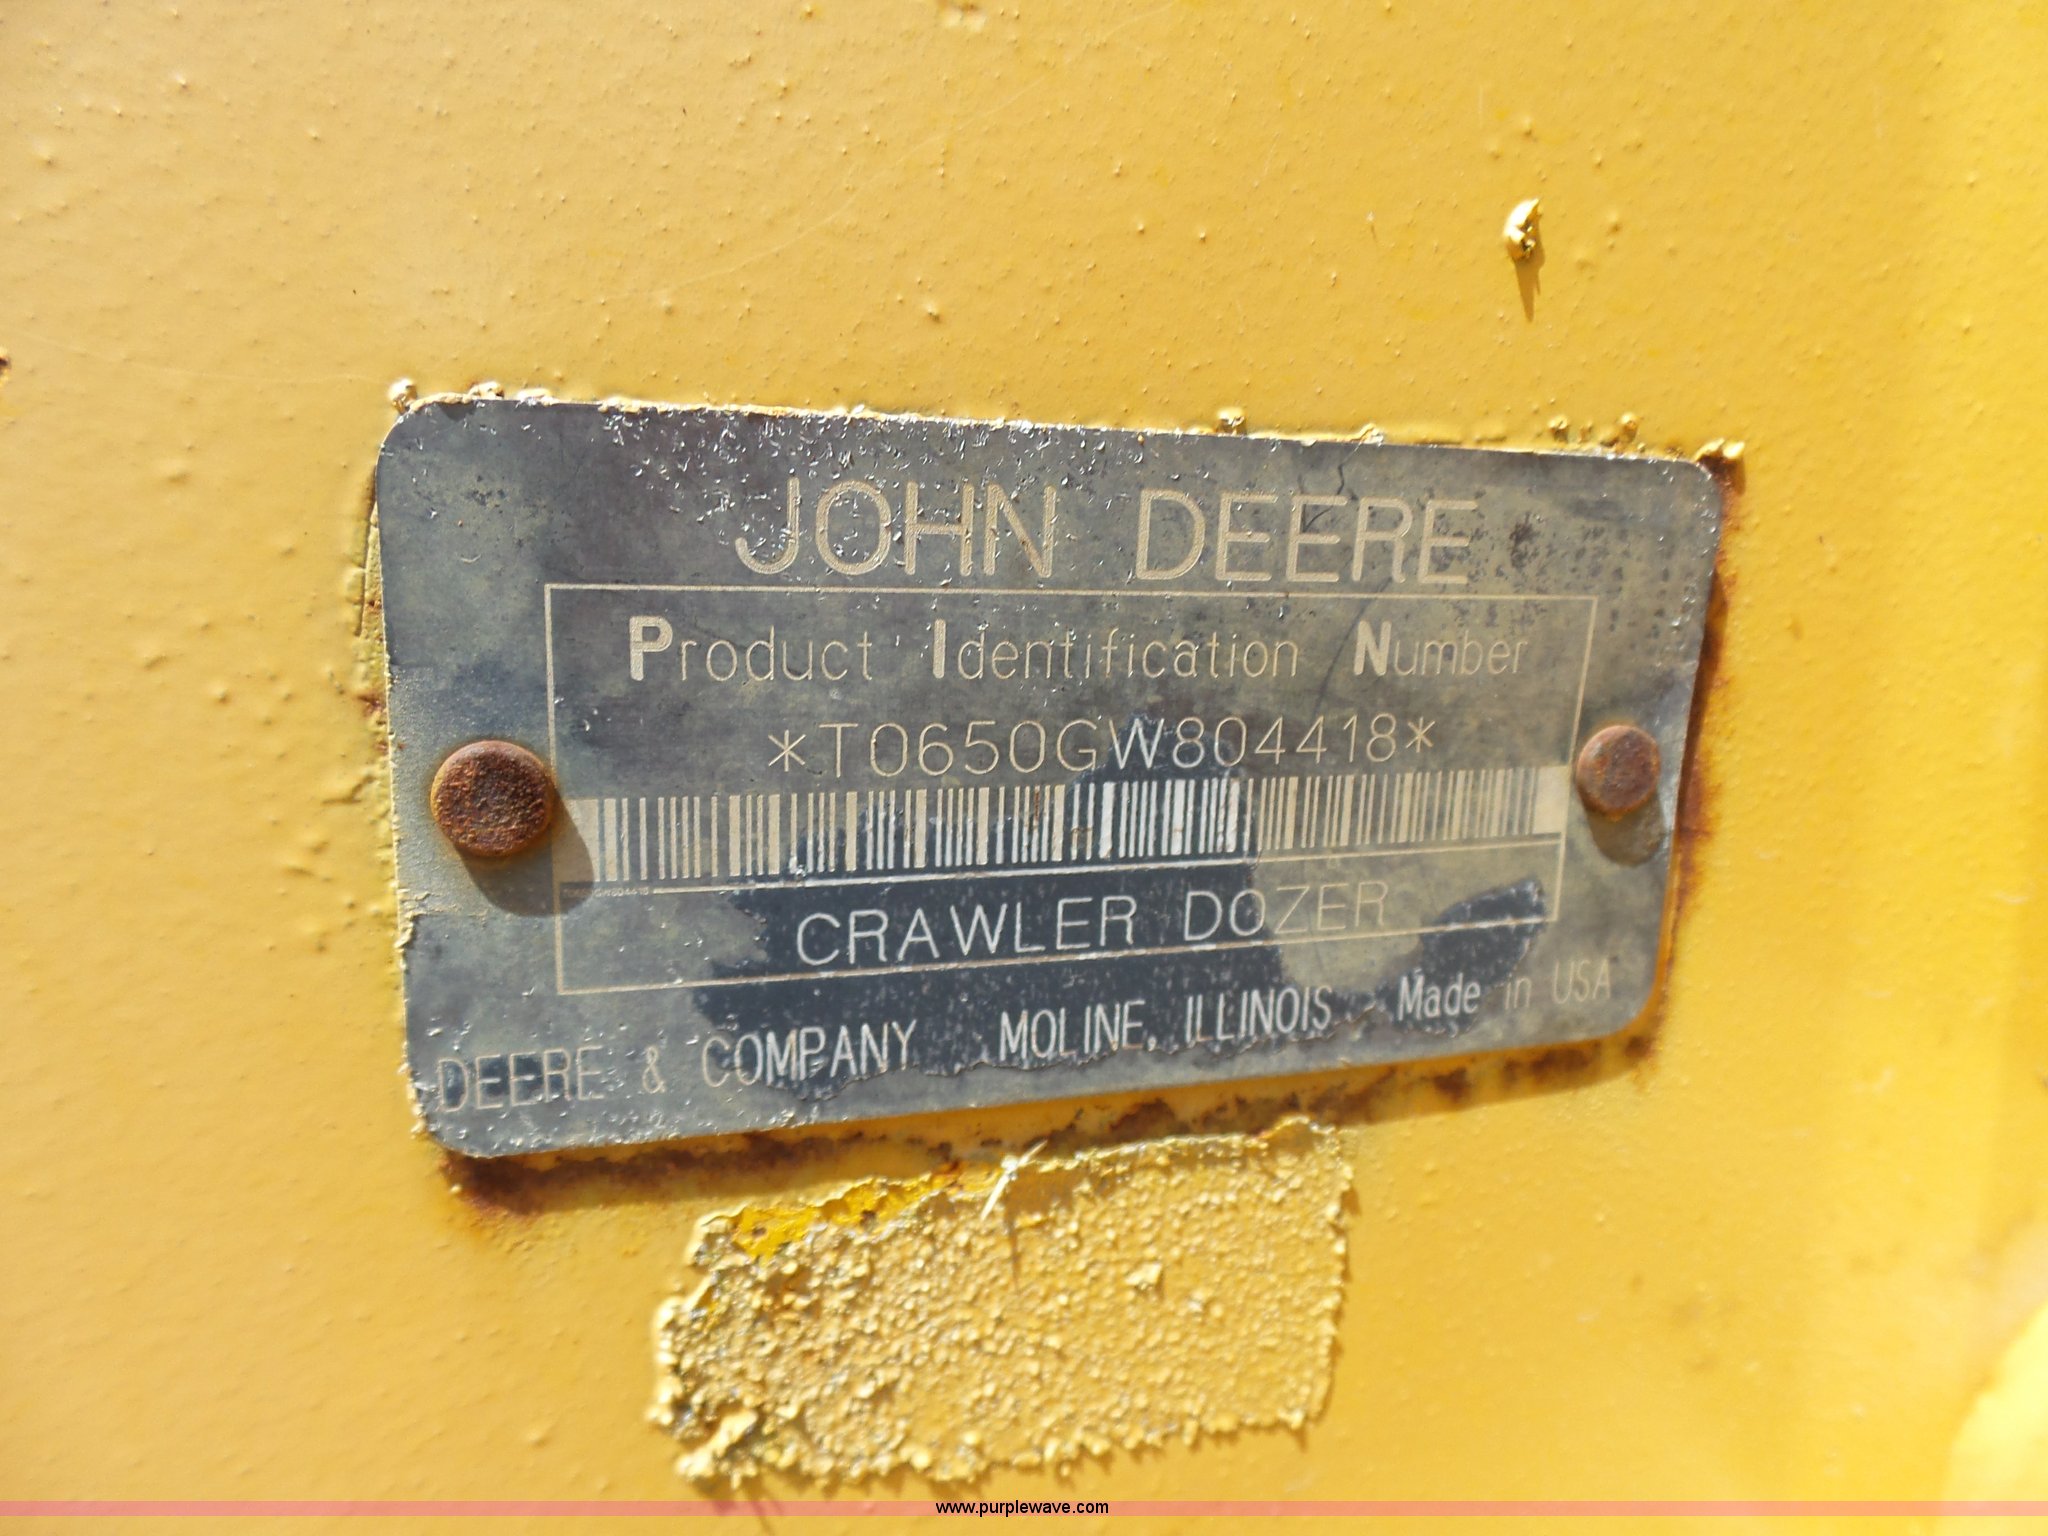 JOHN DEERE
Product Identification Number
*T0650GW804418*
CRAWLER DOZER
DEERE & COMPANY MOLINE, ILLINOIS Made in USA
www.purplewave.com